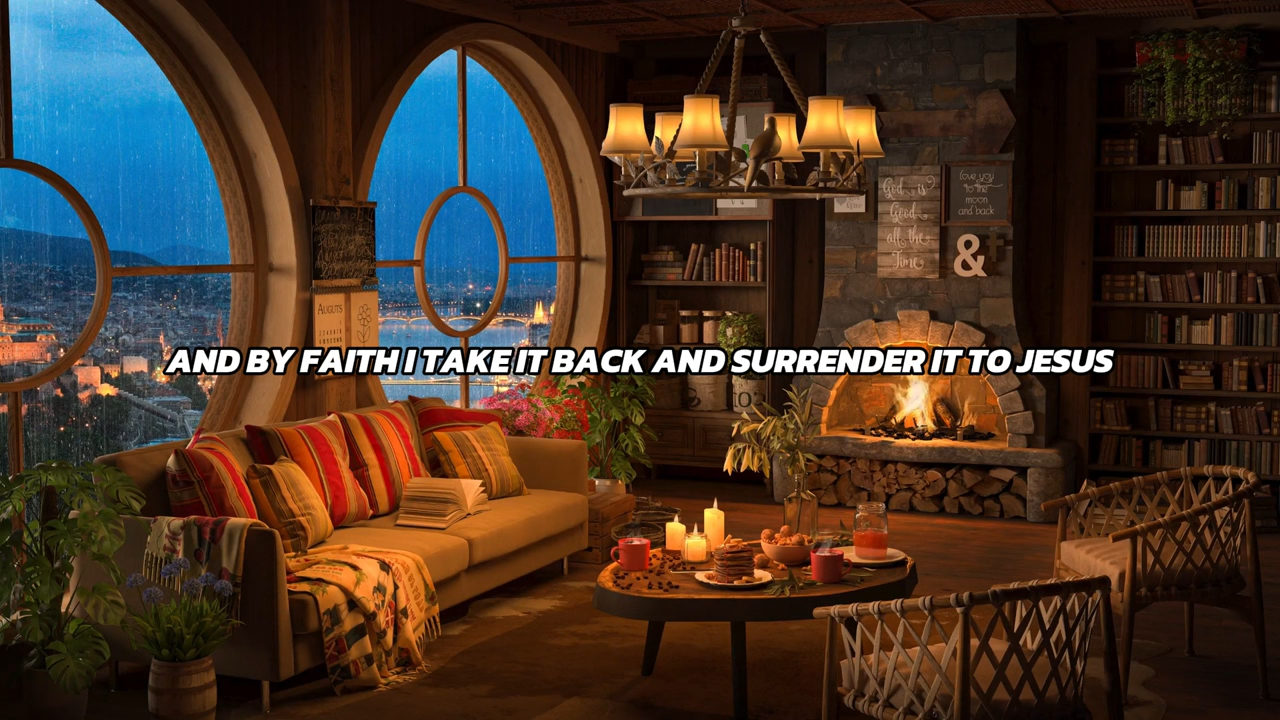 God is
Good
all the
Time
love you
to the
moon
and back
&
AUGUTS
AND BY FAITH I TAKE IT BACK AND SURRENDER IT TO JESUS